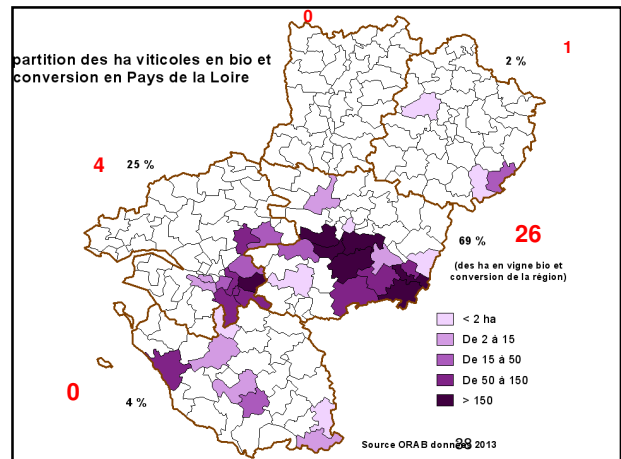 0
partition des ha viticoles en bio et
conversion en Pays de la Loire
1
2 %
4
25 %
69 %
26
(des ha en vigne bio et
conversion de la région)
< 2 ha
De 2 à 15
De 15 à 50
De 50 à 150
> 150
0
4 %
Source ORAB données 2013
38